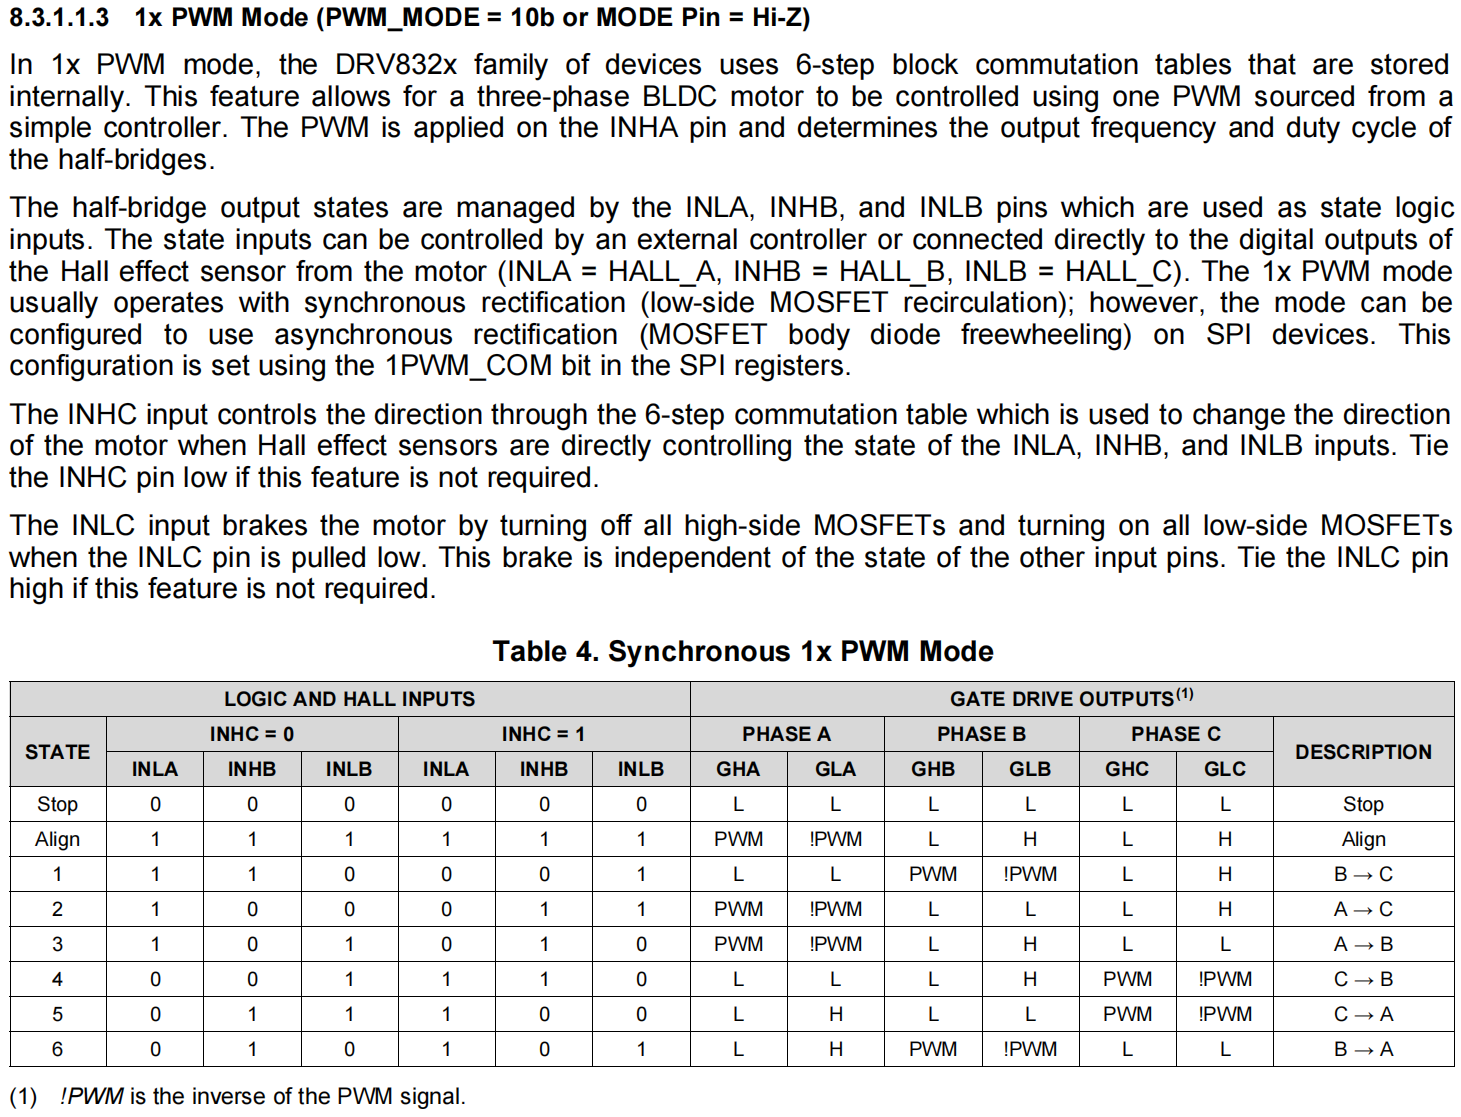 8.3.1.1.3 1x PWM Mode (PWM_MODE = 10b or MODE Pin = Hi-Z)
In 1x PWM mode, the DRV832x family of devices uses 6-step block commutation tables that are stored
internally. This feature allows for a three-phase BLDC motor to be controlled using one PWM sourced from a
simple controller. The PWM is applied on the INHA pin and determines the output frequency and duty cycle of
the half-bridges.
The half-bridge output states are managed by the INLA, INHB, and INLB pins which are used as state logic
inputs. The state inputs can be controlled by an external controller or connected directly to the digital outputs of
the Hall effect sensor from the motor (INLA = HALL_A, INHB = HALL_B, INLB = HALL_C). The 1x PWM mode
usually operates with synchronous rectification (low-side MOSFET recirculation); however, the mode can be
configured to use asynchronous rectification (MOSFET body diode freewheeling) on SPI devices. This
configuration is set using the 1PWM_COM bit in the SPI registers.
The INHC input controls the direction through the 6-step commutation table which is used to change the direction
of the motor when Hall effect sensors are directly controlling the state of the INLA, INHB, and INLB inputs. Tie
the INHC pin low if this feature is not required.
The INLC input brakes the motor by turning off all high-side MOSFETs and turning on all low-side MOSFETs
when the INLC pin is pulled low. This brake is independent of the state of the other input pins. Tie the INLC pin
high if this feature is not required.
Table 4. Synchronous 1x PWM Mode
LOGIC AND HALL INPUTS GATE DRIVE OUTPUTS(1)
STATE INHC = 0 INHC = 1 PHASE A PHASE B PHASE C DESCRIPTION
INLA INHB INLB INLA INHB INLB GHA GLA GHB GLB GHC GLC
Stop 0 0 0 0 0 0 L L L L L L Stop
Align 1 1 1 1 1 1 PWM !PWM L H L H Align
1 1 1 0 0 0 1 L L PWM !PWM L H B → C
2 1 0 0 0 1 1 PWM !PWM L L L H A → C
3 1 0 1 0 1 0 PWM !PWM L H L L A → B
4 0 0 1 1 1 0 L L L H PWM !PWM C → B
5 0 1 1 1 0 0 L H L L PWM !PWM C → A
6 0 1 0 1 0 1 L H PWM !PWM L L B → A
(1) !PWM is the inverse of the PWM signal.